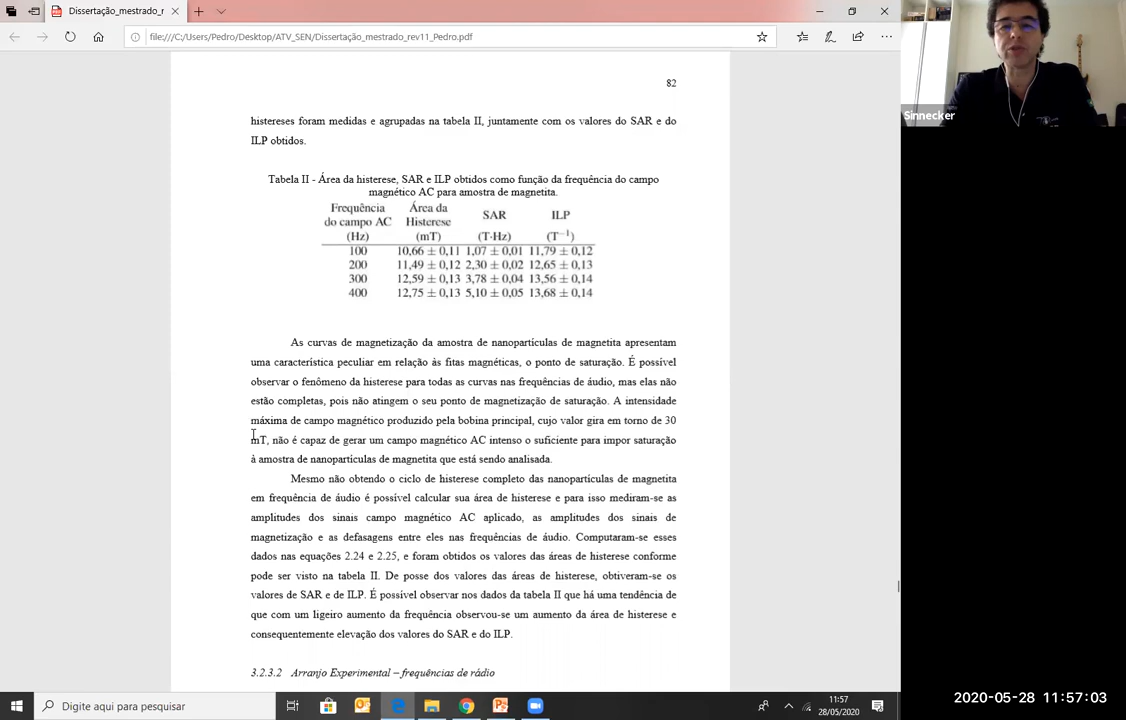 Dissertação_mestrado_r
file:///C:/Users/Pedro/Desktop/ATV_SEN/Dissertação_mestrado_rev11_Pedro.pdf
Sinnecker
82
histereses foram medidas e agrupadas na tabela II, juntamente com os valores do SAR e do
ILP obtidos.
Tabela II - Área da histerese, SAR e ILP obtidos como função da frequência do campo
magnético AC para amostra de magnetita.
Frequência Área da
do campo AC Histerese SAR ILP
(Hz) (mT) (T·Hz) (T⁻¹)
100 10,66 ± 0,11 1,07 ± 0,01 11,79 ± 0,12
200 11,49 ± 0,12 2,30 ± 0,02 12,65 ± 0,13
300 12,59 ± 0,13 3,78 ± 0,04 13,56 ± 0,14
400 12,75 ± 0,13 5,10 ± 0,05 13,68 ± 0,14
As curvas de magnetização da amostra de nanopartículas de magnetita apresentam
uma característica peculiar em relação às fitas magnéticas, o ponto de saturação. É possível
observar o fenômeno da histerese para todas as curvas nas frequências de áudio, mas elas não
estão completas, pois não atingem o seu ponto de magnetização de saturação. A intensidade
máxima de campo magnético produzido pela bobina principal, cujo valor gira em torno de 30
mT, não é capaz de gerar um campo magnético AC intenso o suficiente para impor saturação
à amostra de nanopartículas de magnetita que está sendo analisada.
Mesmo não obtendo o ciclo de histerese completo das nanopartículas de magnetita
em frequência de áudio é possível calcular sua área de histerese e para isso mediram-se as
amplitudes dos sinais campo magnético AC aplicado, as amplitudes dos sinais de
magnetização e as defasagens entre eles nas frequências de áudio. Computaram-se esses
dados nas equações 2.24 e 2.25, e foram obtidos os valores das áreas de histerese conforme
pode ser visto na tabela II. De posse dos valores das áreas de histerese, obtiveram-se os
valores de SAR e de ILP. É possível observar nos dados da tabela II que há uma tendência de
que com um ligeiro aumento da frequência observou-se um aumento da área de histerese e
consequentemente elevação dos valores do SAR e do ILP.
3.2.3.2 Arranjo Experimental – frequências de rádio
Digite aqui para pesquisar
11:57
28/05/2020
2020-05-28 11:57:03